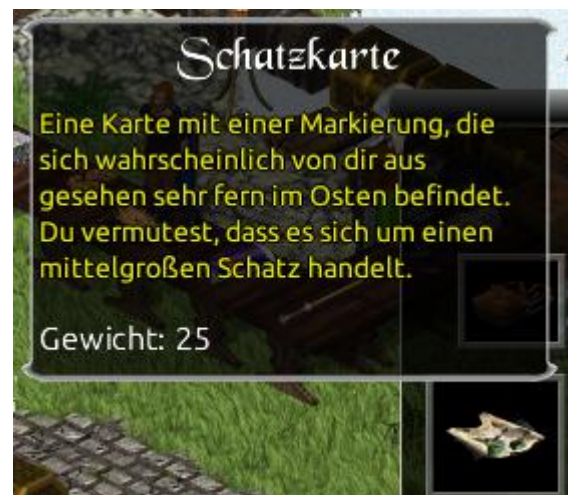 Schatzkarte
Eine Karte mit einer Markierung, die
sich wahrscheinlich von dir aus
gesehen sehr fern im Osten befindet.
Du vermutest, dass es sich um einen
mittelgroßen Schatz handelt.
Gewicht: 25